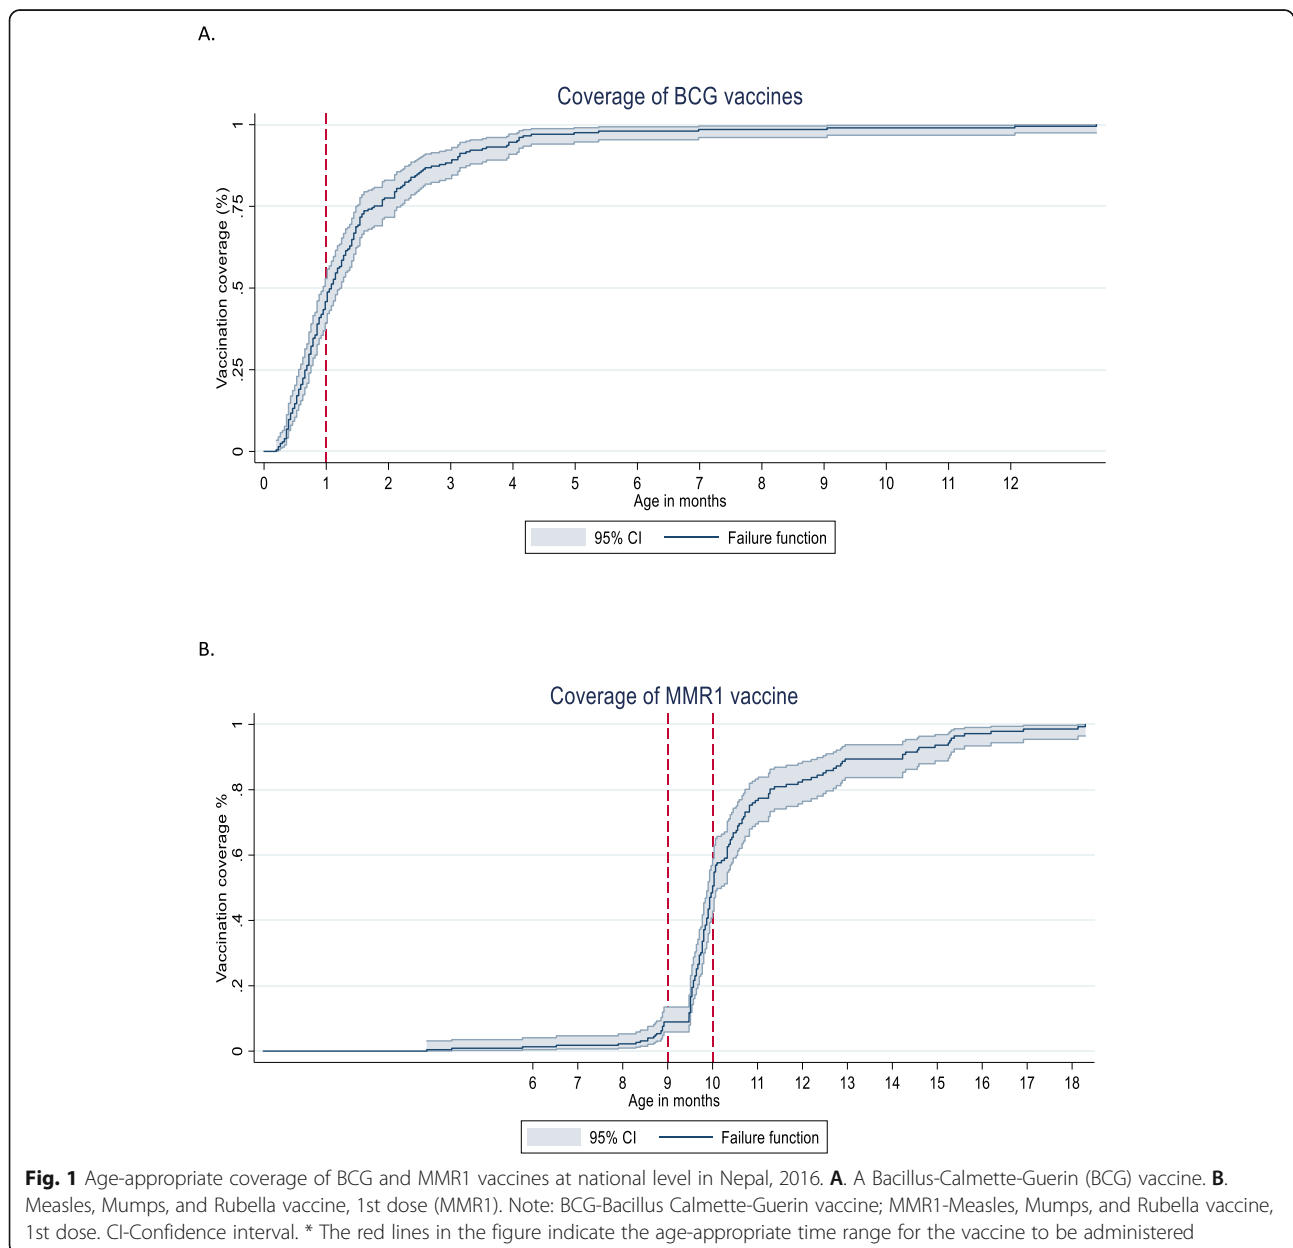 A.
Coverage of BCG vaccines
Vaccination coverage (%)
1
.75
.5
.25
0
0 1 2 3 4 5 6 7 8 9 10 11 12
Age in months
95% CI Failure function
B.
Coverage of MMR1 vaccine
Vaccination coverage %
1
.8
.6
.4
.2
0
6 7 8 9 10 11 12 13 14 15 16 17 18
Age in months
95% CI Failure function
Fig. 1 Age-appropriate coverage of BCG and MMR1 vaccines at national level in Nepal, 2016. A. A Bacillus-Calmette-Guerin (BCG) vaccine. B.
Measles, Mumps, and Rubella vaccine, 1st dose (MMR1). Note: BCG-Bacillus Calmette-Guerin vaccine; MMR1-Measles, Mumps, and Rubella vaccine,
1st dose. CI-Confidence interval. * The red lines in the figure indicate the age-appropriate time range for the vaccine to be administered